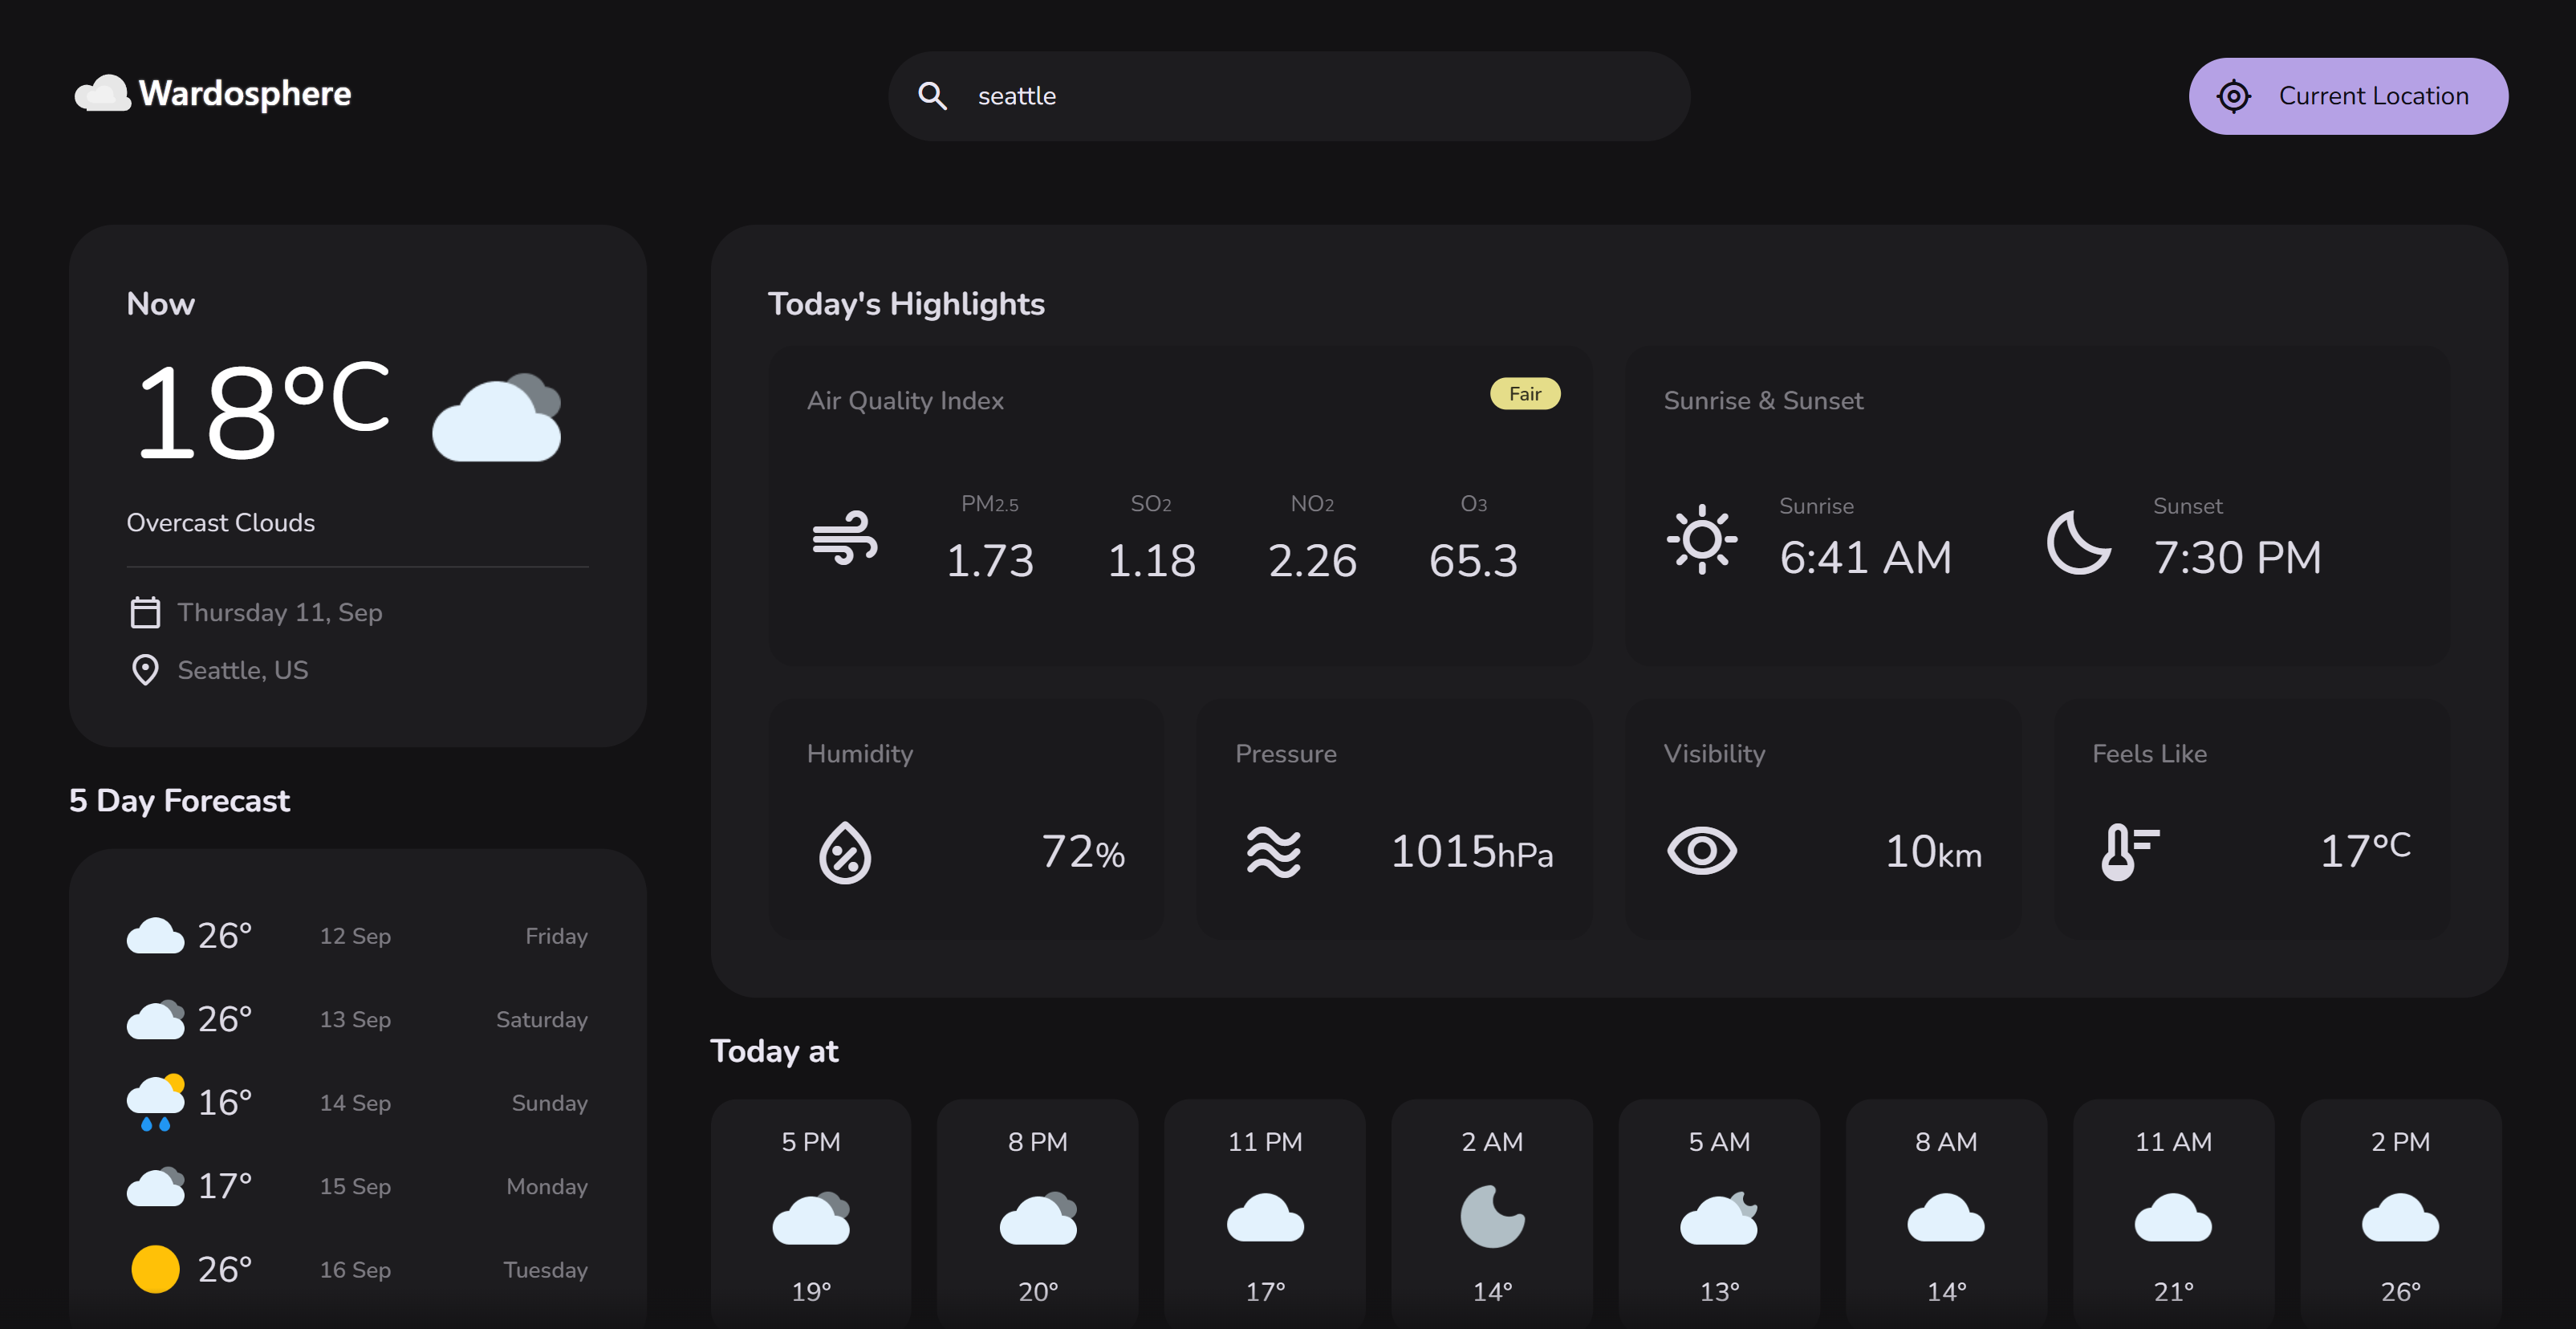 Wardosphere
seattle
Current Location
Now
18°C
Overcast Clouds
Thursday 11, Sep
Seattle, US
5 Day Forecast
26° 12 Sep Friday
26° 13 Sep Saturday
16° 14 Sep Sunday
17° 15 Sep Monday
26° 16 Sep Tuesday
Today's Highlights
Air Quality Index
Fair
PM2.5 SO2 NO2 O3
1.73 1.18 2.26 65.3
Sunrise & Sunset
Sunrise Sunset
6:41 AM 7:30 PM
Humidity
72%
Pressure
1015hPa
Visibility
10km
Feels Like
17°C
Today at
5 PM 8 PM 11 PM 2 AM 5 AM 8 AM 11 AM 2 PM
19° 20° 17° 14° 13° 14° 21° 26°